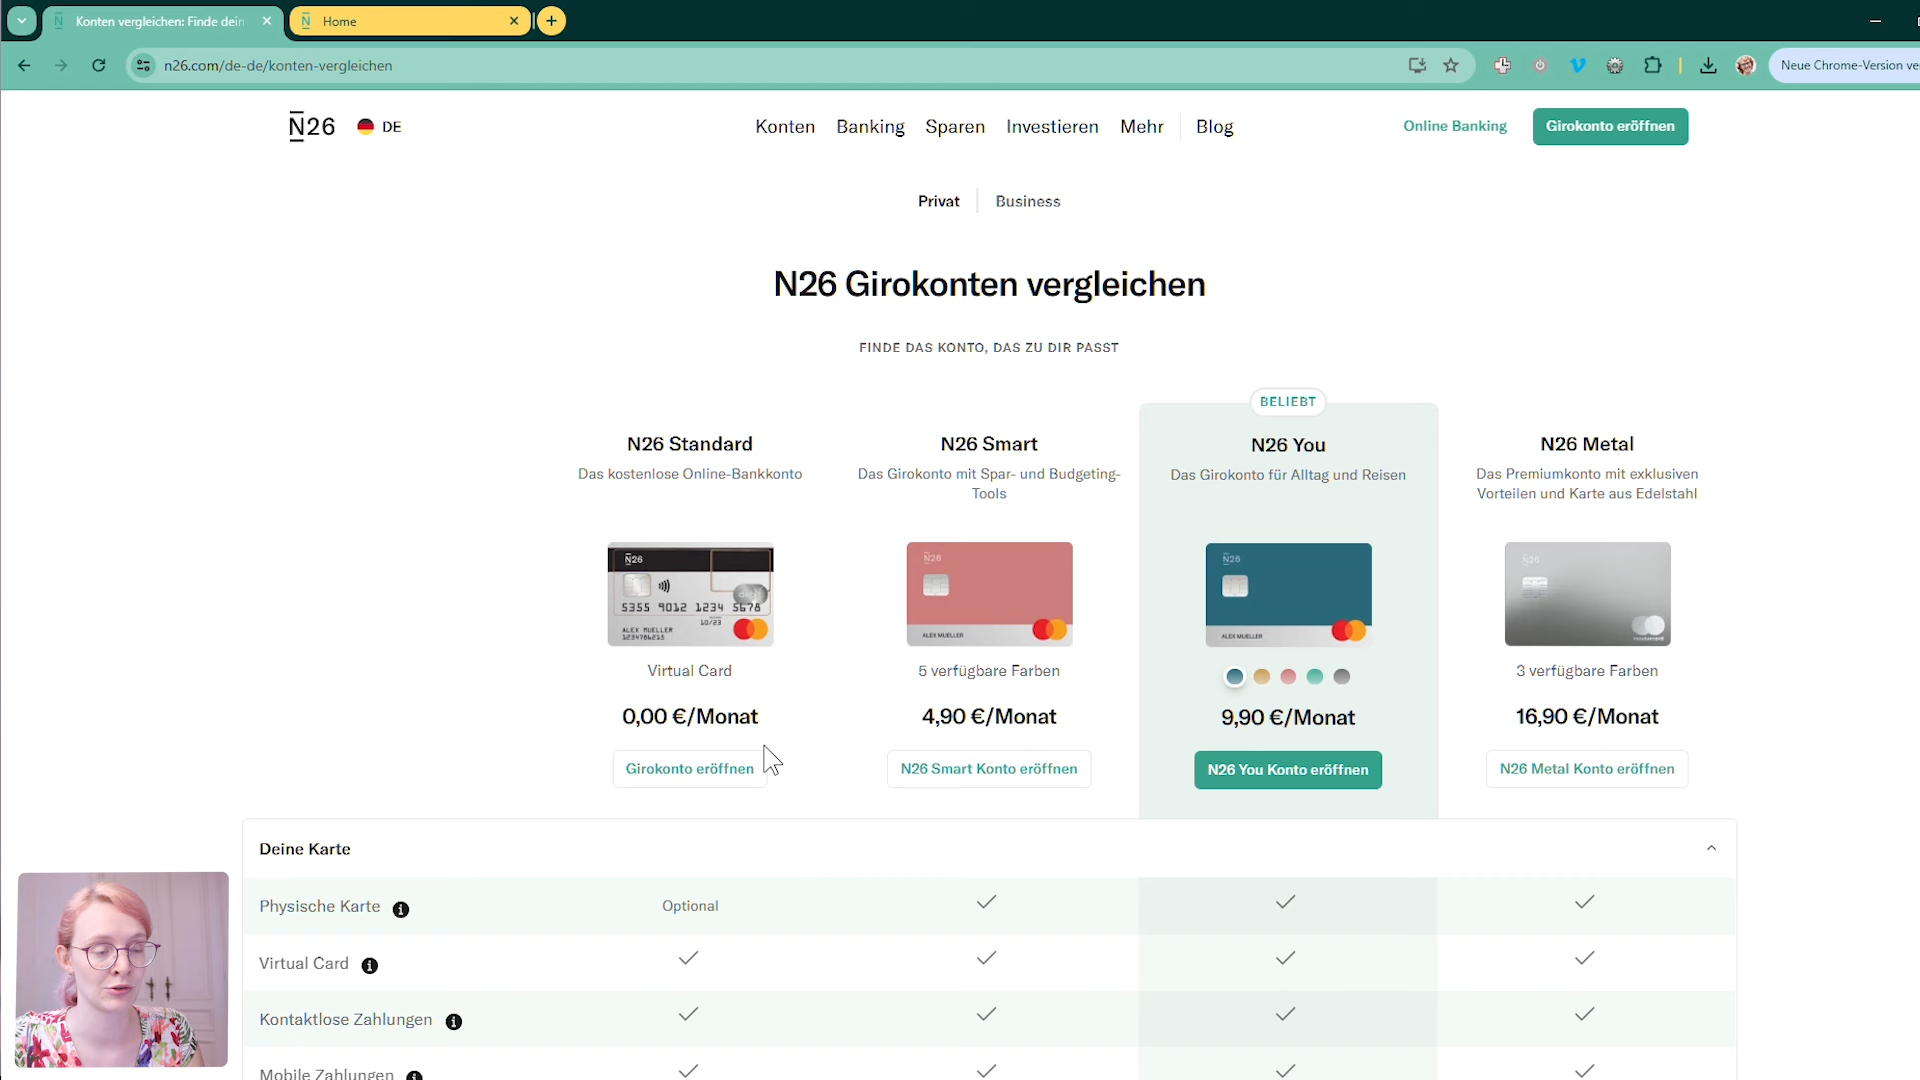 Konten vergleichen: Finde dein
Home
n26.com/de-de/konten-vergleichen
Neue Chrome-Version ve
N26
DE
Konten
Banking
Sparen
Investieren
Mehr
Blog
Online Banking
Girokonto eröffnen
Privat
Business
N26 Girokonten vergleichen
FINDE DAS KONTO, DAS ZU DIR PASST
BELIEBT
N26 Standard
Das kostenlose Online-Bankkonto
N26
5355 9012 1234 5678
10/23
ALEX MUELLER
Virtual Card
0,00 €/Monat
Girokonto eröffnen
N26 Smart
Das Girokonto mit Spar- und Budgeting-
Tools
N26
ALEX MUELLER
5 verfügbare Farben
4,90 €/Monat
N26 Smart Konto eröffnen
N26 You
Das Girokonto für Alltag und Reisen
N26
ALEX MUELLER
9,90 €/Monat
N26 You Konto eröffnen
N26 Metal
Das Premiumkonto mit exklusiven
Vorteilen und Karte aus Edelstahl
N26
3 verfügbare Farben
16,90 €/Monat
N26 Metal Konto eröffnen
Deine Karte
Physische Karte
Optional
Virtual Card
Kontaktlose Zahlungen
Mobile Zahlungen